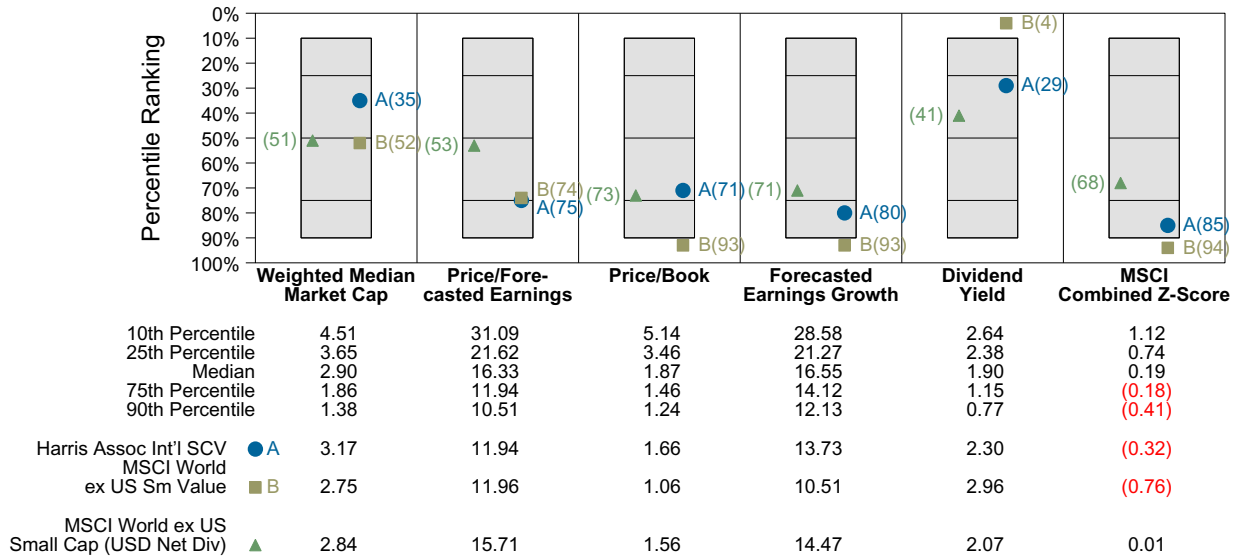 Percentile Ranking
0%
10%
20%
30%
40%
50%
60%
70%
80%
90%
100%
(51)
A(35)
B(52)
(53)
B(74)
A(75)
(73)
A(71)
B(93)
(71)
A(80)
B(93)
(41)
B(4)
A(29)
(68)
A(85)
B(94)
Weighted Median
Market Cap
Price/Fore-
casted Earnings
Price/Book
Forecasted
Earnings Growth
Dividend
Yield
MSCI
Combined Z-Score
10th Percentile 4.51 31.09 5.14 28.58 2.64 1.12
25th Percentile 3.65 21.62 3.46 21.27 2.38 0.74
Median 2.90 16.33 1.87 16.55 1.90 0.19
75th Percentile 1.86 11.94 1.46 14.12 1.15 (0.18)
90th Percentile 1.38 10.51 1.24 12.13 0.77 (0.41)
Harris Assoc Int'l SCV A 3.17 11.94 1.66 13.73 2.30 (0.32)
MSCI World
ex US Sm Value B 2.75 11.96 1.06 10.51 2.96 (0.76)
MSCI World ex US
Small Cap (USD Net Div) 2.84 15.71 1.56 14.47 2.07 0.01